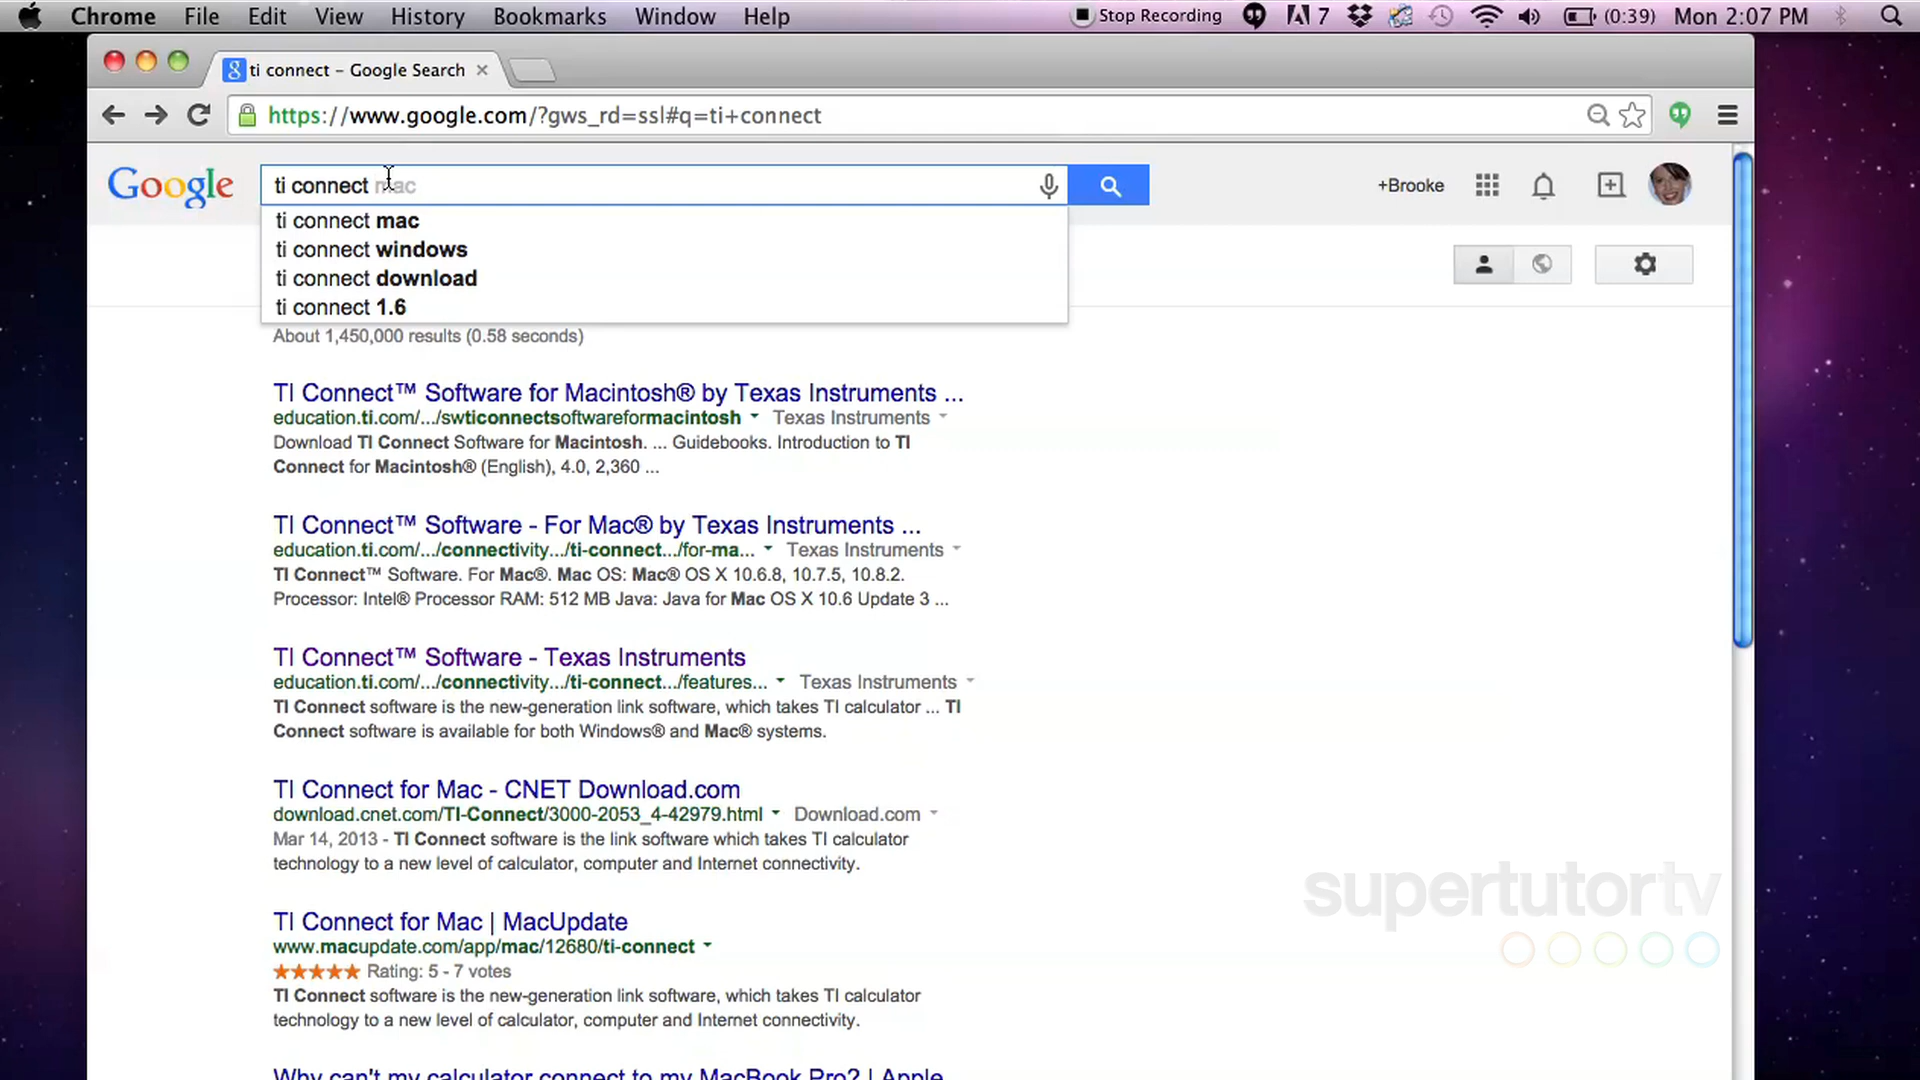 Chrome File Edit View History Bookmarks Window Help Stop Recording 7 (0:39) Mon 2:07 PM
ti connect – Google Search
https://www.google.com/?gws_rd=ssl#q=ti+connect
Google ti connect mac +Brooke
ti connect mac
ti connect windows
ti connect download
ti connect 1.6
About 1,450,000 results (0.58 seconds)
TI Connect™ Software for Macintosh® by Texas Instruments ...
education.ti.com/.../swticonnectsoftwareformacintosh Texas Instruments
Download TI Connect Software for Macintosh. ... Guidebooks. Introduction to TI
Connect for Macintosh® (English), 4.0, 2,360 ...
TI Connect™ Software - For Mac® by Texas Instruments ...
education.ti.com/.../connectivity.../ti-connect.../for-ma... Texas Instruments
TI Connect™ Software. For Mac®. Mac OS: Mac® OS X 10.6.8, 10.7.5, 10.8.2.
Processor: Intel® Processor RAM: 512 MB Java: Java for Mac OS X 10.6 Update 3 ...
TI Connect™ Software - Texas Instruments
education.ti.com/.../connectivity.../ti-connect.../features... Texas Instruments
TI Connect software is the new-generation link software, which takes TI calculator ... TI
Connect software is available for both Windows® and Mac® systems.
TI Connect for Mac - CNET Download.com
download.cnet.com/TI-Connect/3000-2053_4-42979.html Download.com
Mar 14, 2013 - TI Connect software is the link software which takes TI calculator
technology to a new level of calculator, computer and Internet connectivity.
supertutortv
TI Connect for Mac | MacUpdate
www.macupdate.com/app/mac/12680/ti-connect
Rating: 5 - 7 votes
TI Connect software is the new-generation link software, which takes TI calculator
technology to a new level of calculator, computer and Internet connectivity.
Why can't my calculator connect to my MacBook Pro? | Apple